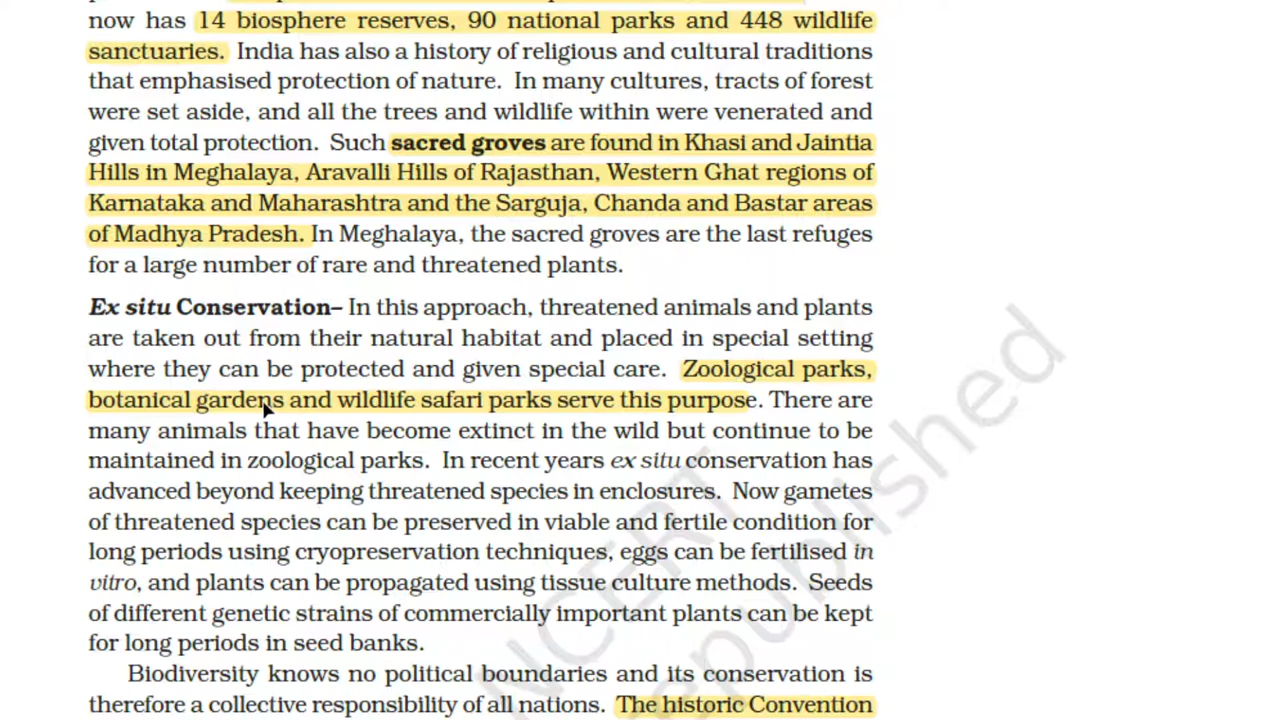 now has 14 biosphere reserves, 90 national parks and 448 wildlife
sanctuaries. India has also a history of religious and cultural traditions
that emphasised protection of nature. In many cultures, tracts of forest
were set aside, and all the trees and wildlife within were venerated and
given total protection. Such sacred groves are found in Khasi and Jaintia
Hills in Meghalaya, Aravalli Hills of Rajasthan, Western Ghat regions of
Karnataka and Maharashtra and the Sarguja, Chanda and Bastar areas
of Madhya Pradesh. In Meghalaya, the sacred groves are the last refuges
for a large number of rare and threatened plants.
Ex situ Conservation– In this approach, threatened animals and plants
are taken out from their natural habitat and placed in special setting
where they can be protected and given special care. Zoological parks,
botanical gardens and wildlife safari parks serve this purpose. There are
many animals that have become extinct in the wild but continue to be
maintained in zoological parks. In recent years ex situ conservation has
advanced beyond keeping threatened species in enclosures. Now gametes
of threatened species can be preserved in viable and fertile condition for
long periods using cryopreservation techniques, eggs can be fertilised in
vitro, and plants can be propagated using tissue culture methods. Seeds
of different genetic strains of commercially important plants can be kept
for long periods in seed banks.
Biodiversity knows no political boundaries and its conservation is
therefore a collective responsibility of all nations. The historic Convention
NCERT
republished